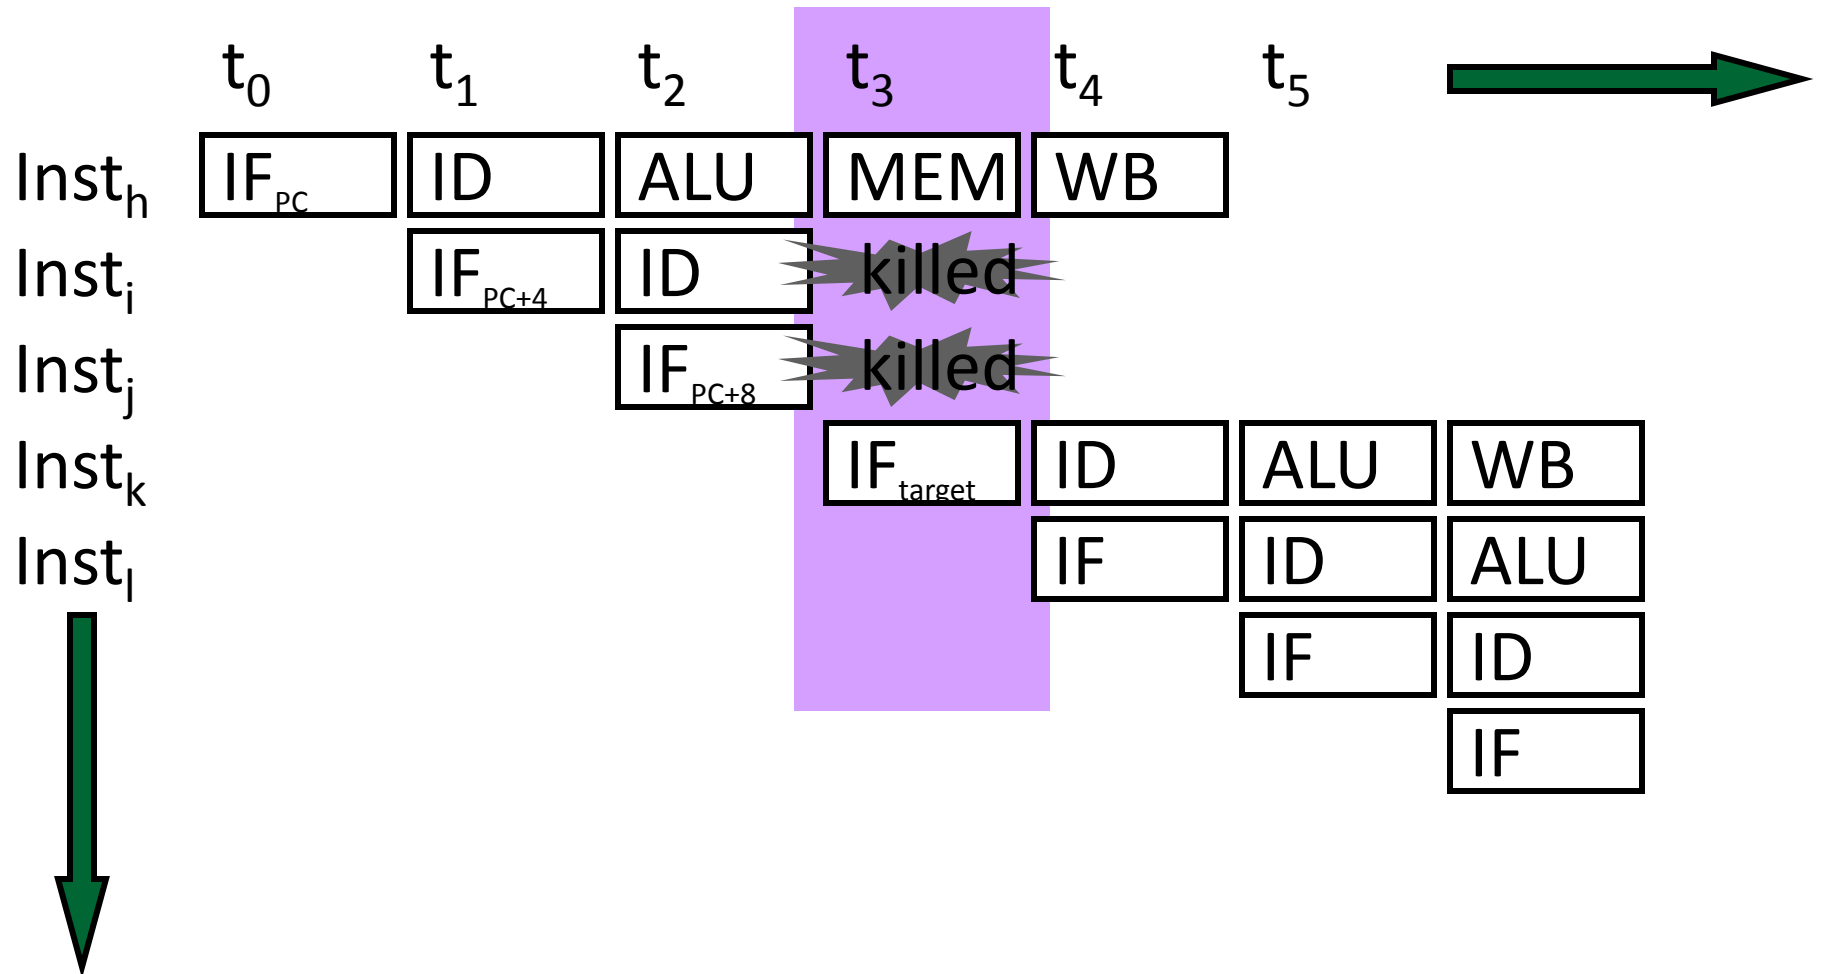 t0 t1 t2 t3 t4 t5
Insth IFPC ID ALU MEM WB
Insti IFPC+4 ID killed
Instj IFPC+8 killed
Instk IFtarget ID ALU WB
Instl IF ID ALU
IF ID
IF